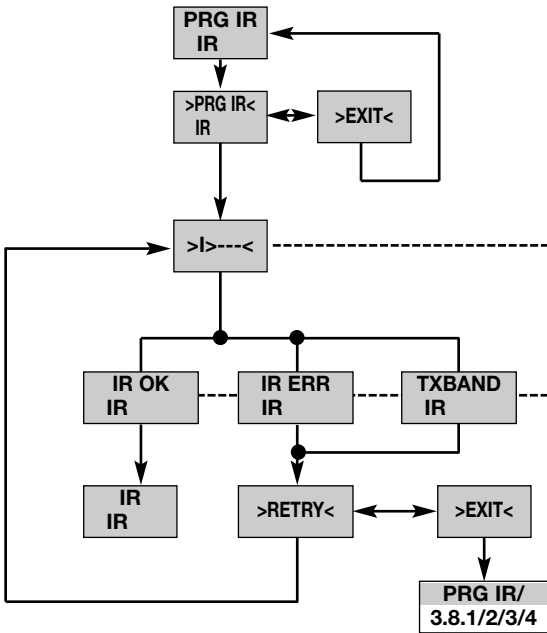 PRG IR
IR
>PRG IR<
IR
>EXIT<
>I>---<
IR OK
IR
IR ERR
IR
TXBAND
IR
IR
IR
>RETRY<
>EXIT<
PRG IR/
3.8.1/2/3/4